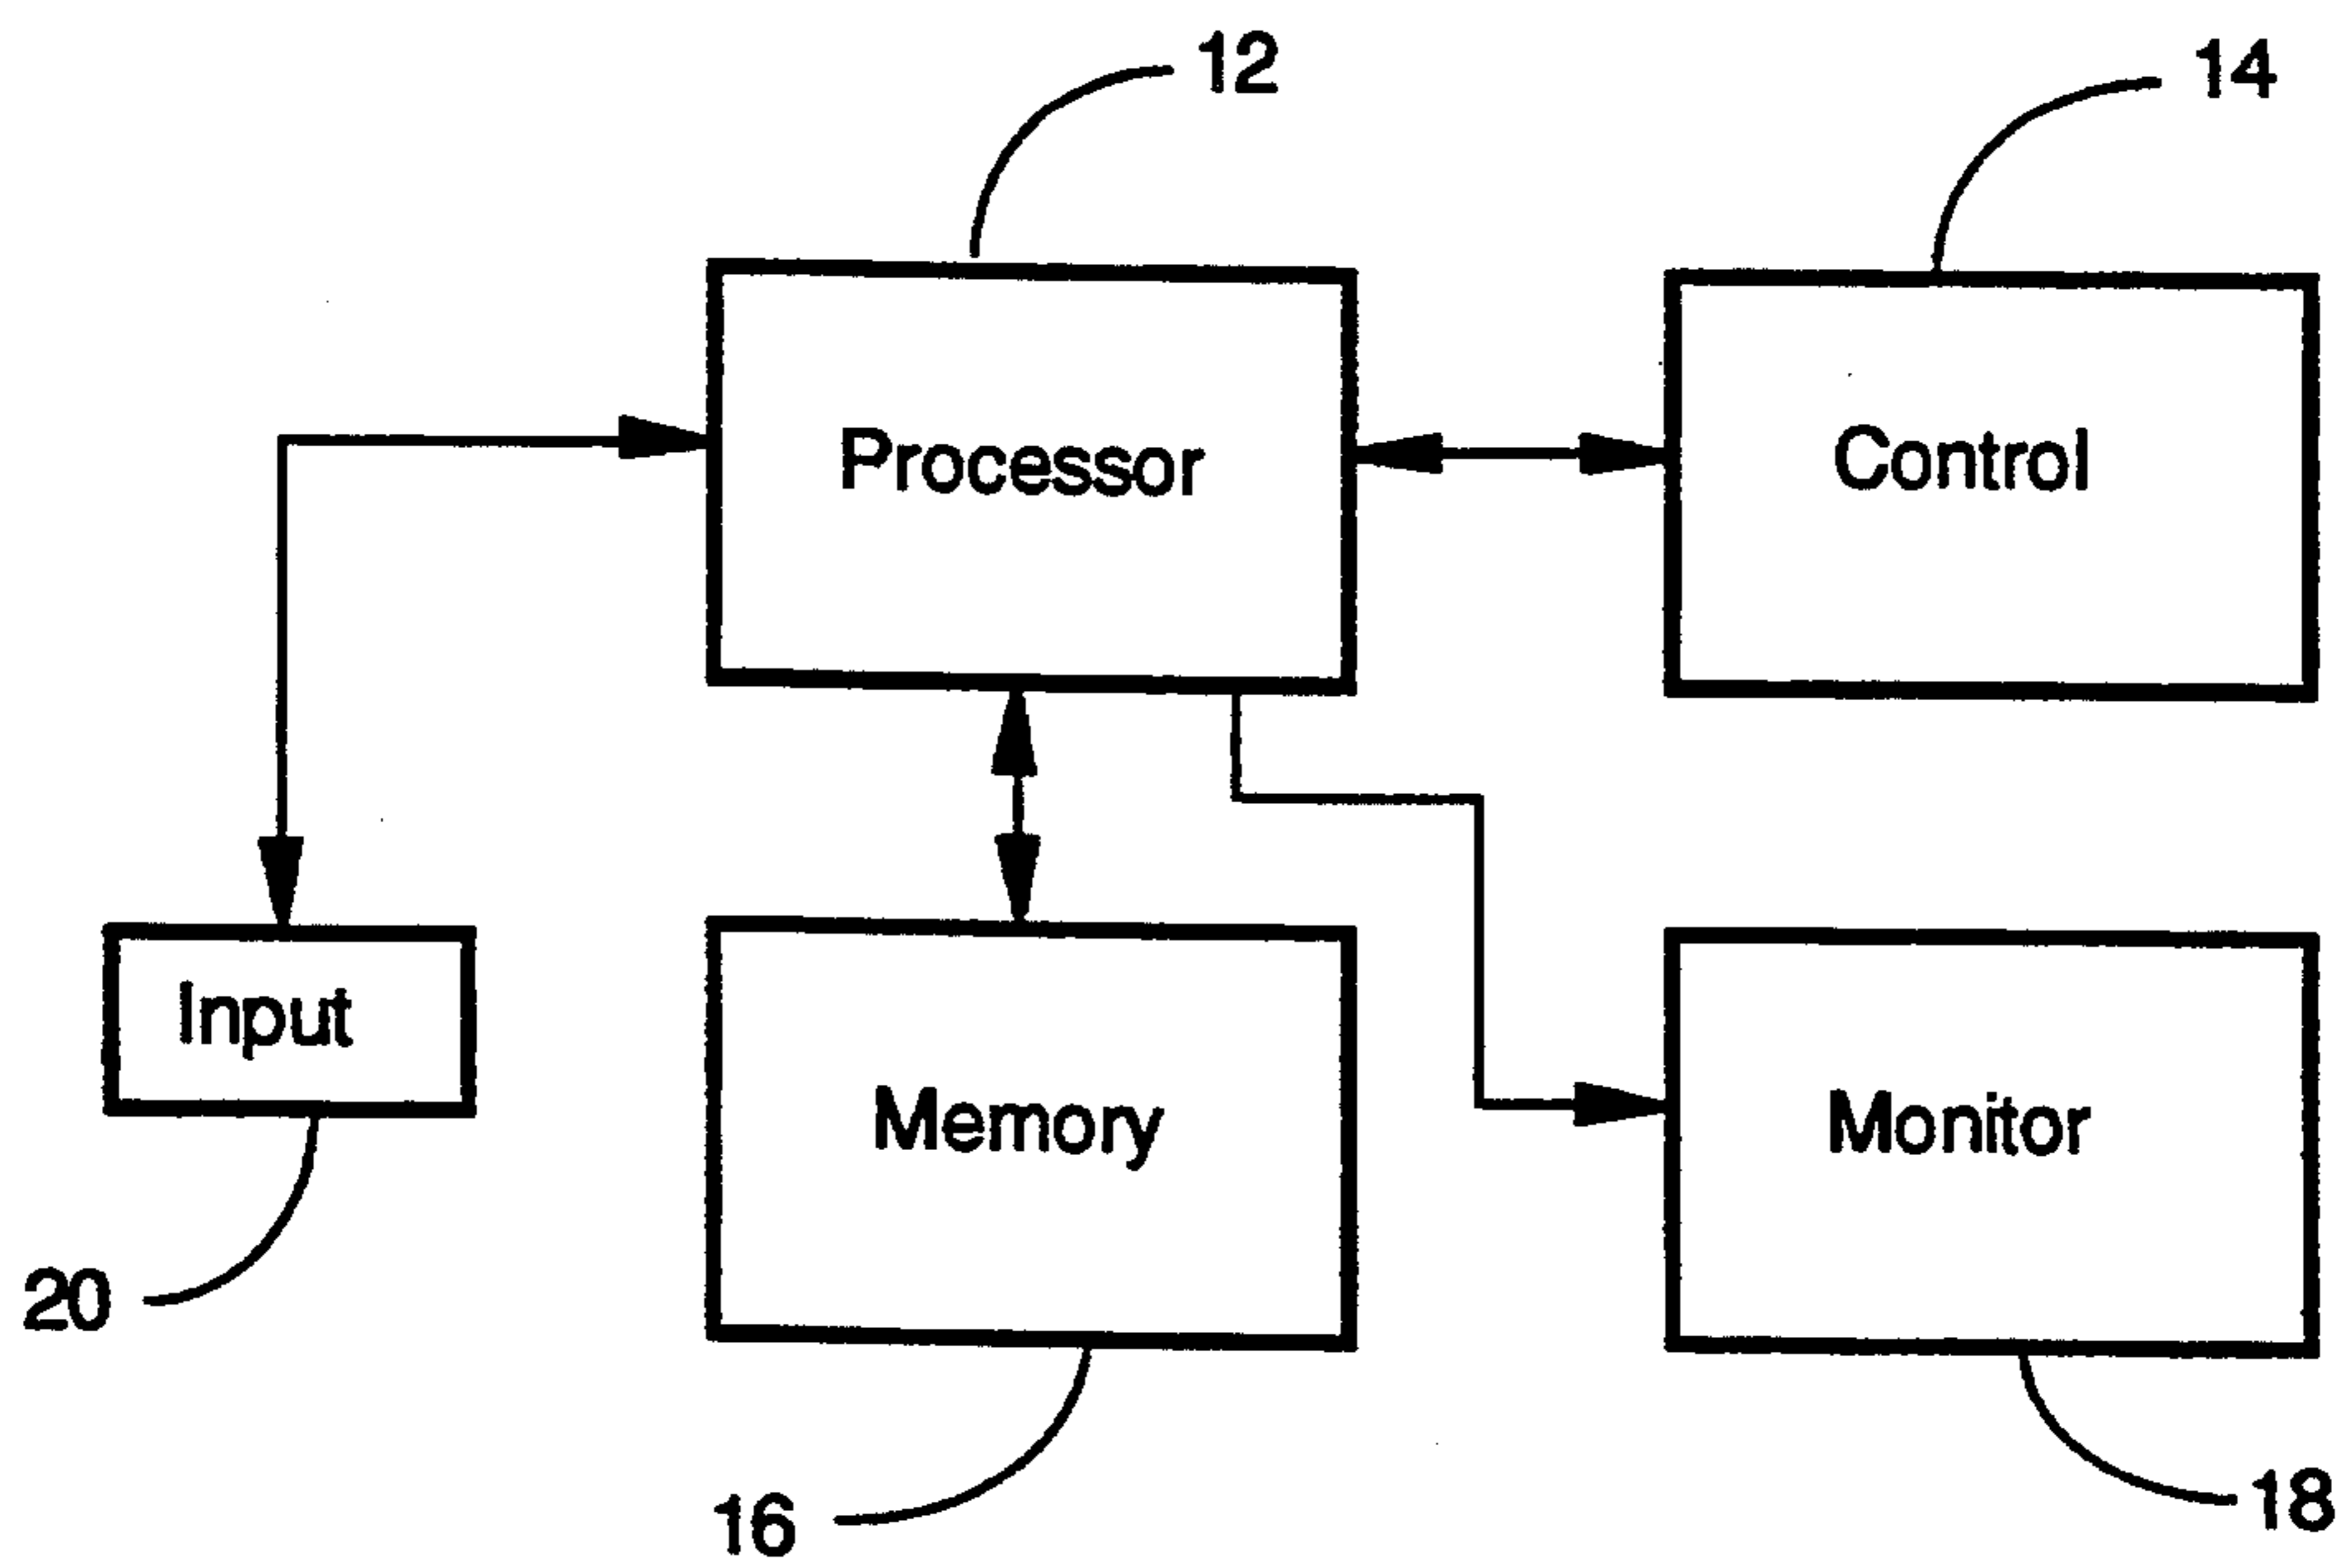 12
14
Processor
Control
Input
Memory
Monitor
20
16
18